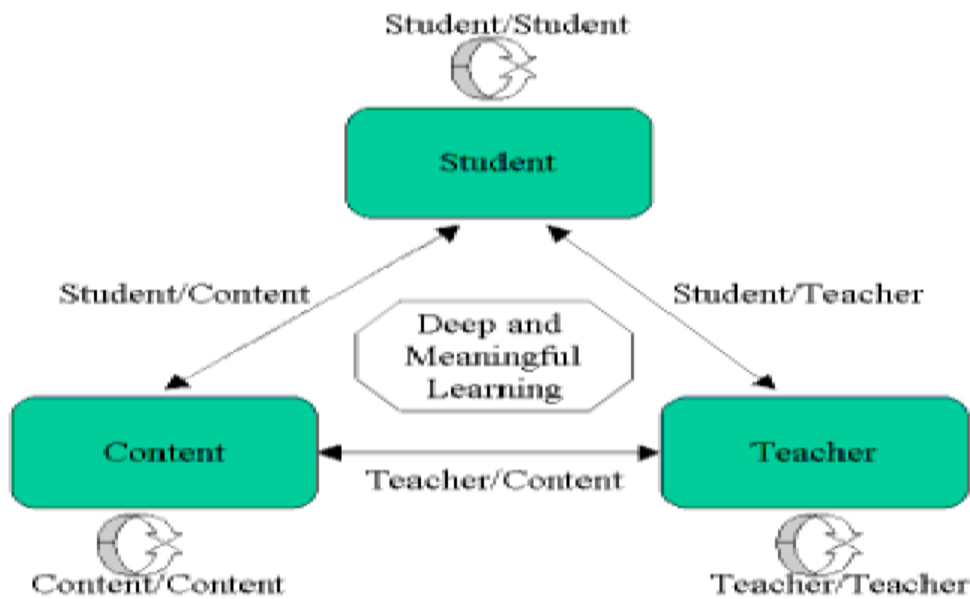 Student/Student
Student
Student/Content
Student/Teacher
Deep and
Meaningful
Learning
Content
Teacher
Teacher/Content
Content/Content
Teacher/Teacher